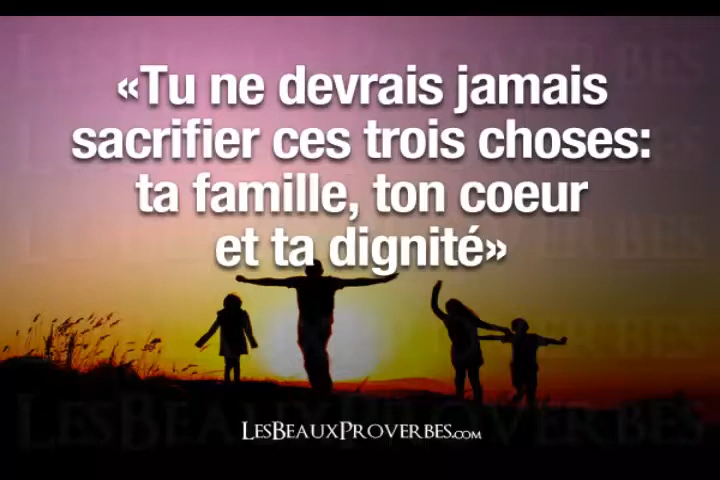 «Tu ne devrais jamais
sacrifier ces trois choses:
ta famille, ton coeur
et ta dignité»
LESBEAUXPROVERBES.COM